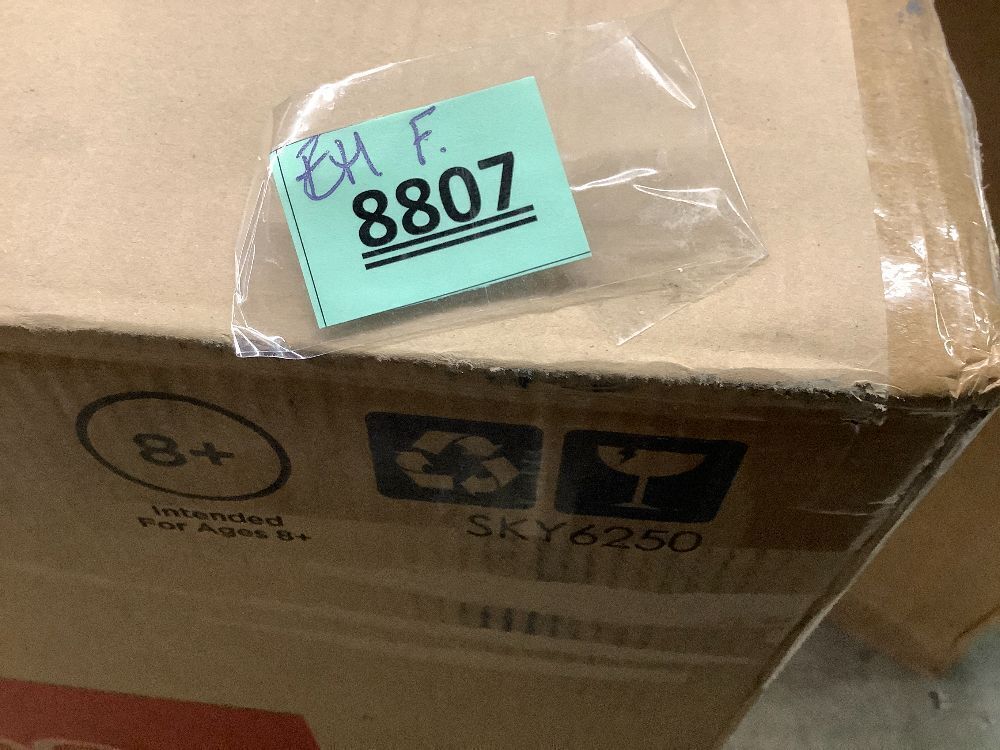 EH F.
8807
8+
Intended
For Ages 8+
SKY6250